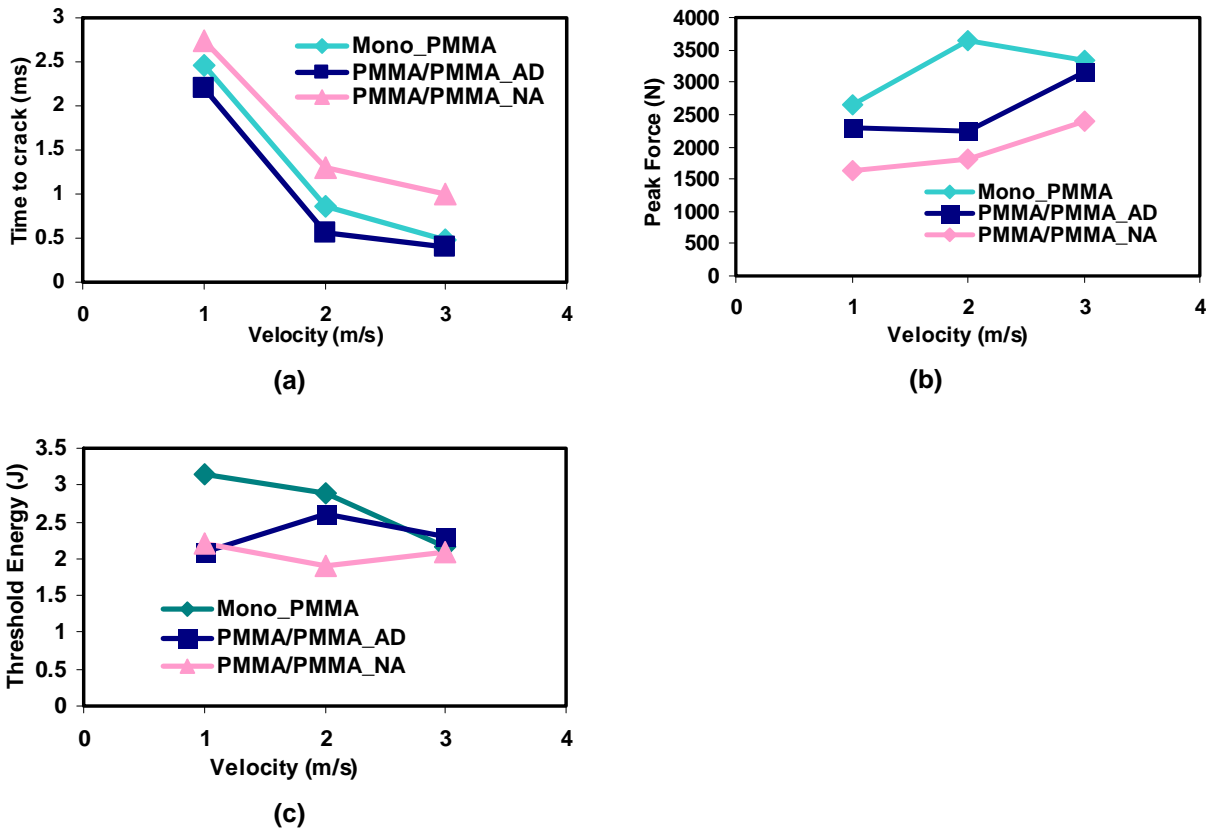 3
2.5
2
1.5
1
0.5
0
Time to crack (ms)
Mono_PMMA
PMMA/PMMA_AD
PMMA/PMMA_NA
0 1 2 3 4
Velocity (m/s)
(a)
4000
3500
3000
2500
2000
1500
1000
500
0
Peak Force (N)
Mono_PMMA
PMMA/PMMA_AD
PMMA/PMMA_NA
0 1 2 3 4
Velocity (m/s)
(b)
3.5
3
2.5
2
1.5
1
0.5
0
Threshold Energy (J)
Mono_PMMA
PMMA/PMMA_AD
PMMA/PMMA_NA
0 1 2 3 4
Velocity (m/s)
(c)